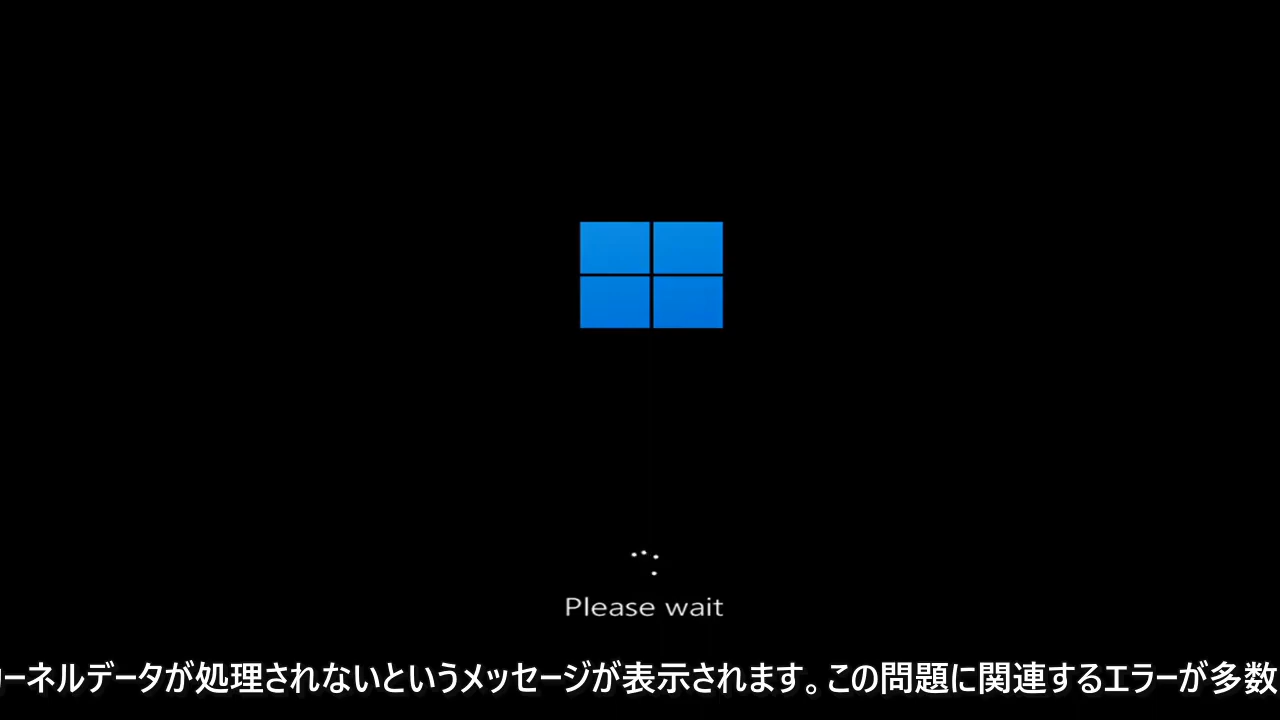 Please wait
ーネルデータが処理されないというメッセージが表示されます。この問題に関連するエラーが多数